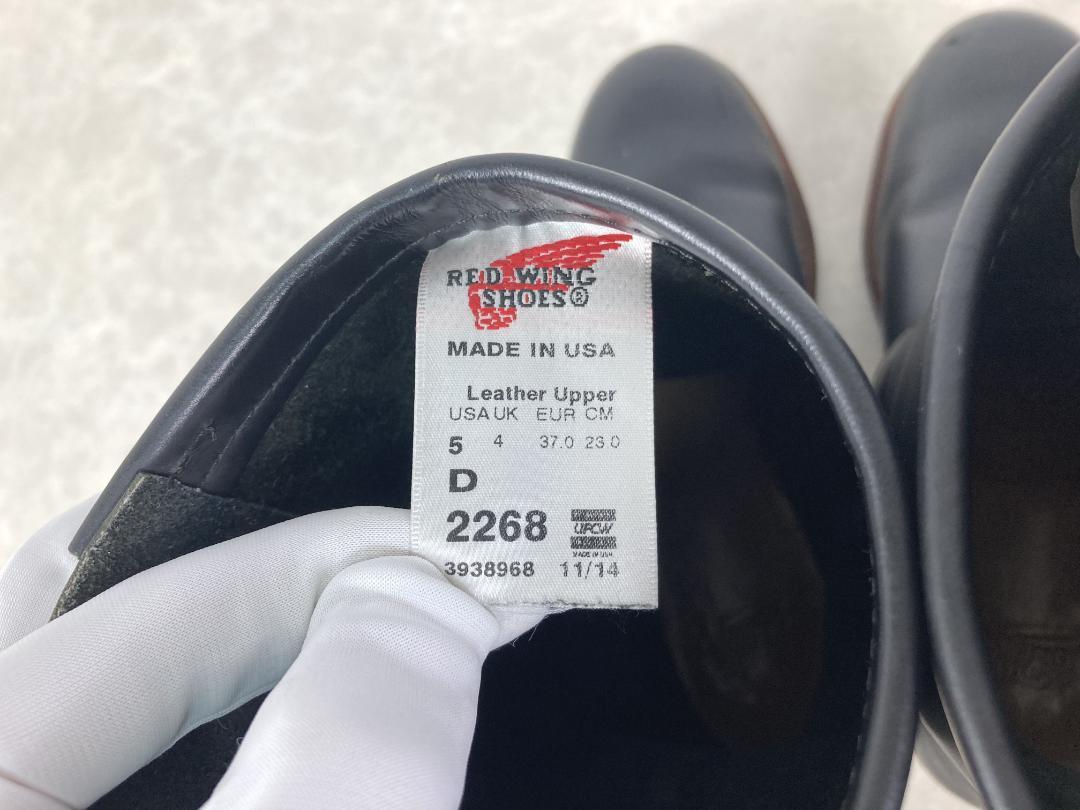 RED WING
SHOES®
MADE IN USA
Leather Upper
USA UK EUR CM
5 4 37.0 23.0
D
2268 UFCW
MADE IN USA
3938968 11/14